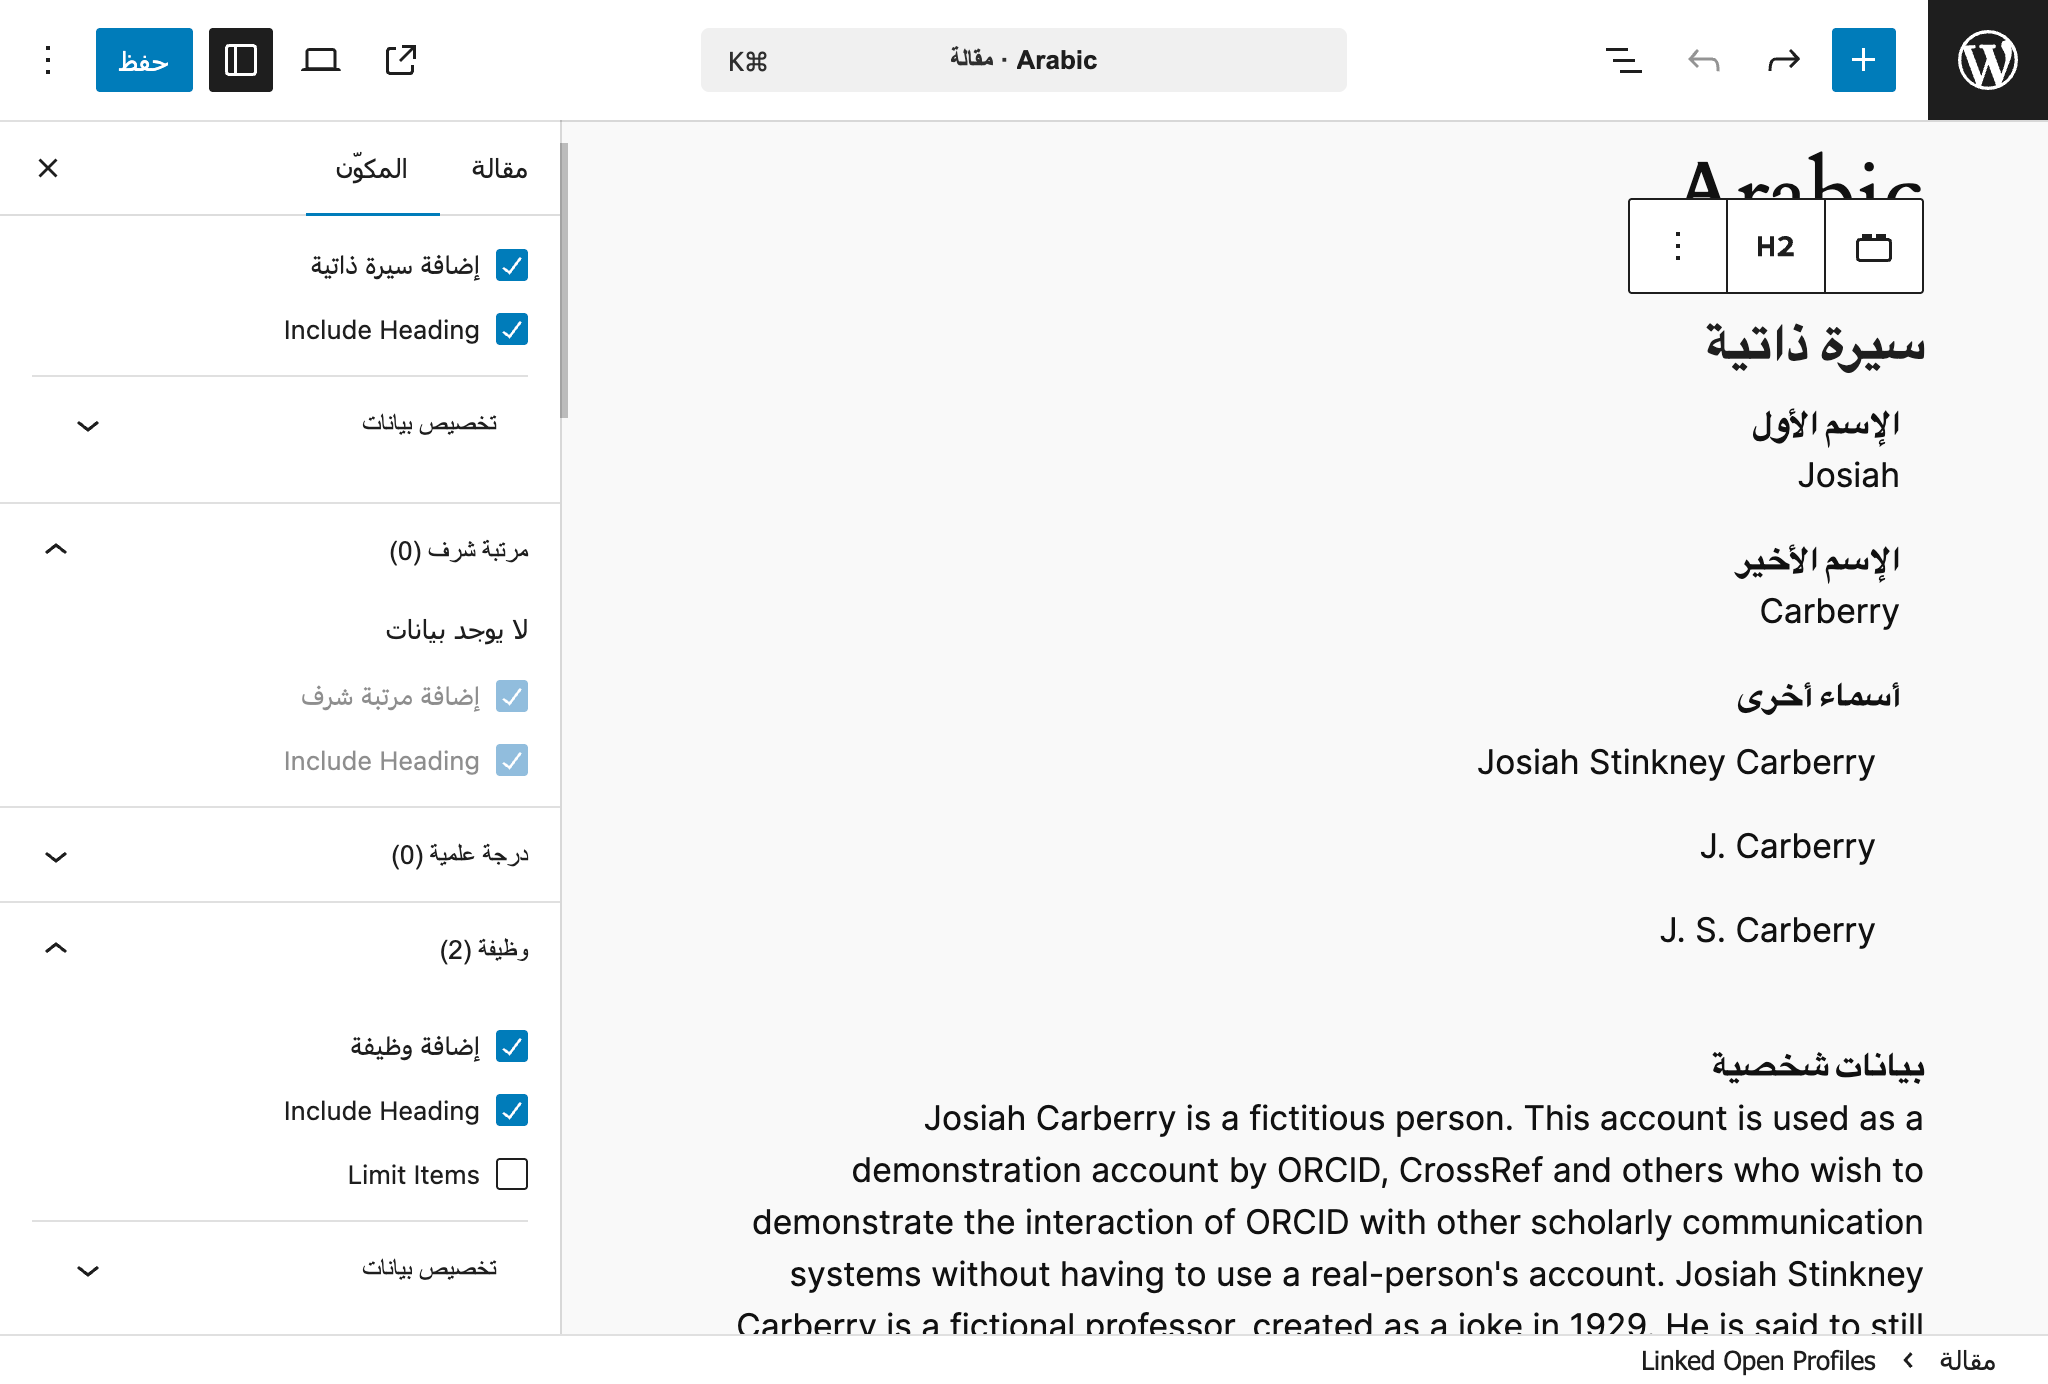 حفظ
Arabic · مقالة
K⌘
مقالة
المكوّن
إضافة سيرة ذاتية
Include Heading
تخصيص بيانات
مرتبة شرف (0)
لا يوجد بيانات
إضافة مرتبة شرف
Include Heading
درجة علمية (0)
وظيفة (2)
إضافة وظيفة
Include Heading
Limit Items
تخصيص بيانات
Arabic
H2
سيرة ذاتية
الإسم الأول
Josiah
الإسم الأخير
Carberry
أسماء أخرى
Josiah Stinkney Carberry
J. Carberry
J. S. Carberry
بيانات شخصية
Josiah Carberry is a fictitious person. This account is used as a
demonstration account by ORCID, CrossRef and others who wish to
demonstrate the interaction of ORCID with other scholarly communication
systems without having to use a real-person's account. Josiah Stinkney
Carberry is a fictional professor, created as a joke in 1929. He is said to still
مقالة
Linked Open Profiles